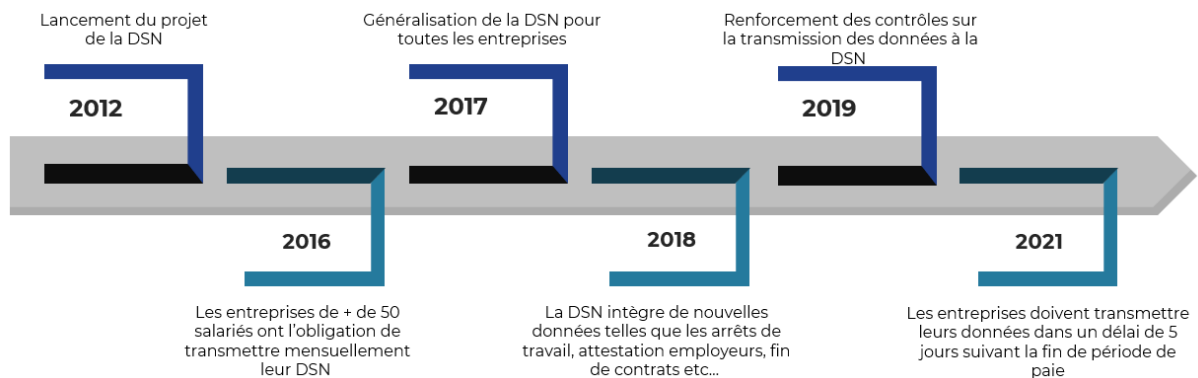 Lancement du projet
de la DSN
2012
Les entreprises de + de 50
salariés ont l'obligation de
transmettre mensuellement
leur DSN
2016
Généralisation de la DSN pour
toutes les entreprises
2017
La DSN intègre de nouvelles
données telles que les arrêts de
travail, attestation employeurs, fin
de contrats etc...
2018
Renforcement des contrôles sur
la transmission des données à la
DSN
2019
Les entreprises doivent transmettre
leurs données dans un délai de 5
jours suivant la fin de période de
paie
2021